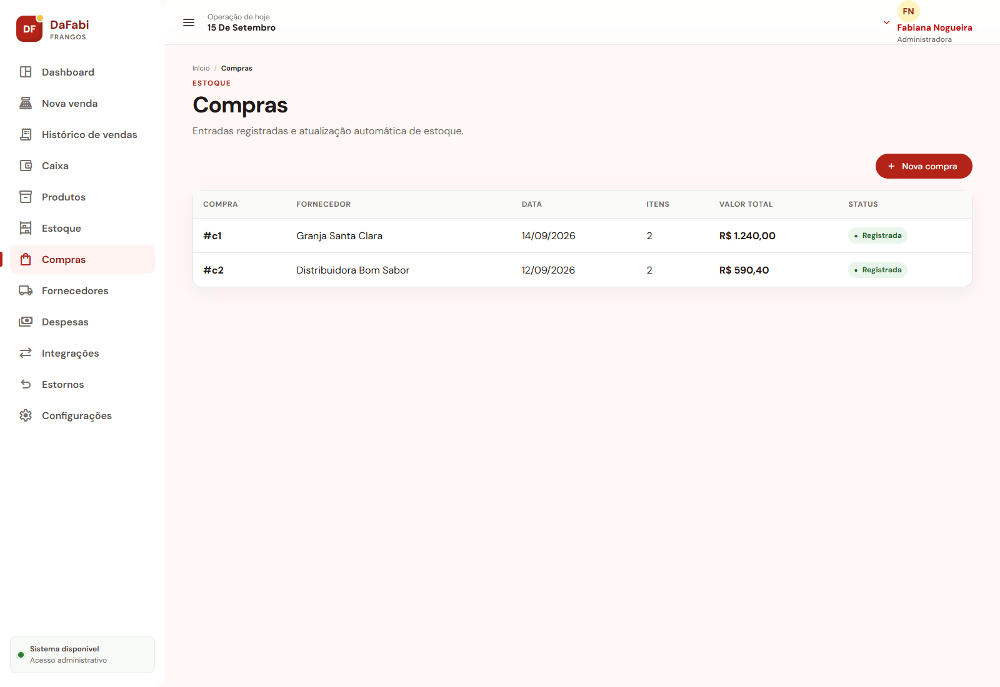 DF
DaFabi
FRANGOS
Dashboard
Nova venda
Histórico de vendas
Caixa
Produtos
Estoque
Compras
Fornecedores
Despesas
Integrações
Estornos
Configurações
Sistema disponível
Acesso administrativo
Operação de hoje
15 De Setembro
FN
Fabiana Nogueira
Administradora
Início / Compras
ESTOQUE
Compras
Entradas registradas e atualização automática de estoque.
+ Nova compra
COMPRA FORNECEDOR DATA ITENS VALOR TOTAL STATUS
#c1 Granja Santa Clara 14/09/2026 2 R$ 1.240,00 • Registrada
#c2 Distribuidora Bom Sabor 12/09/2026 2 R$ 590,40 • Registrada